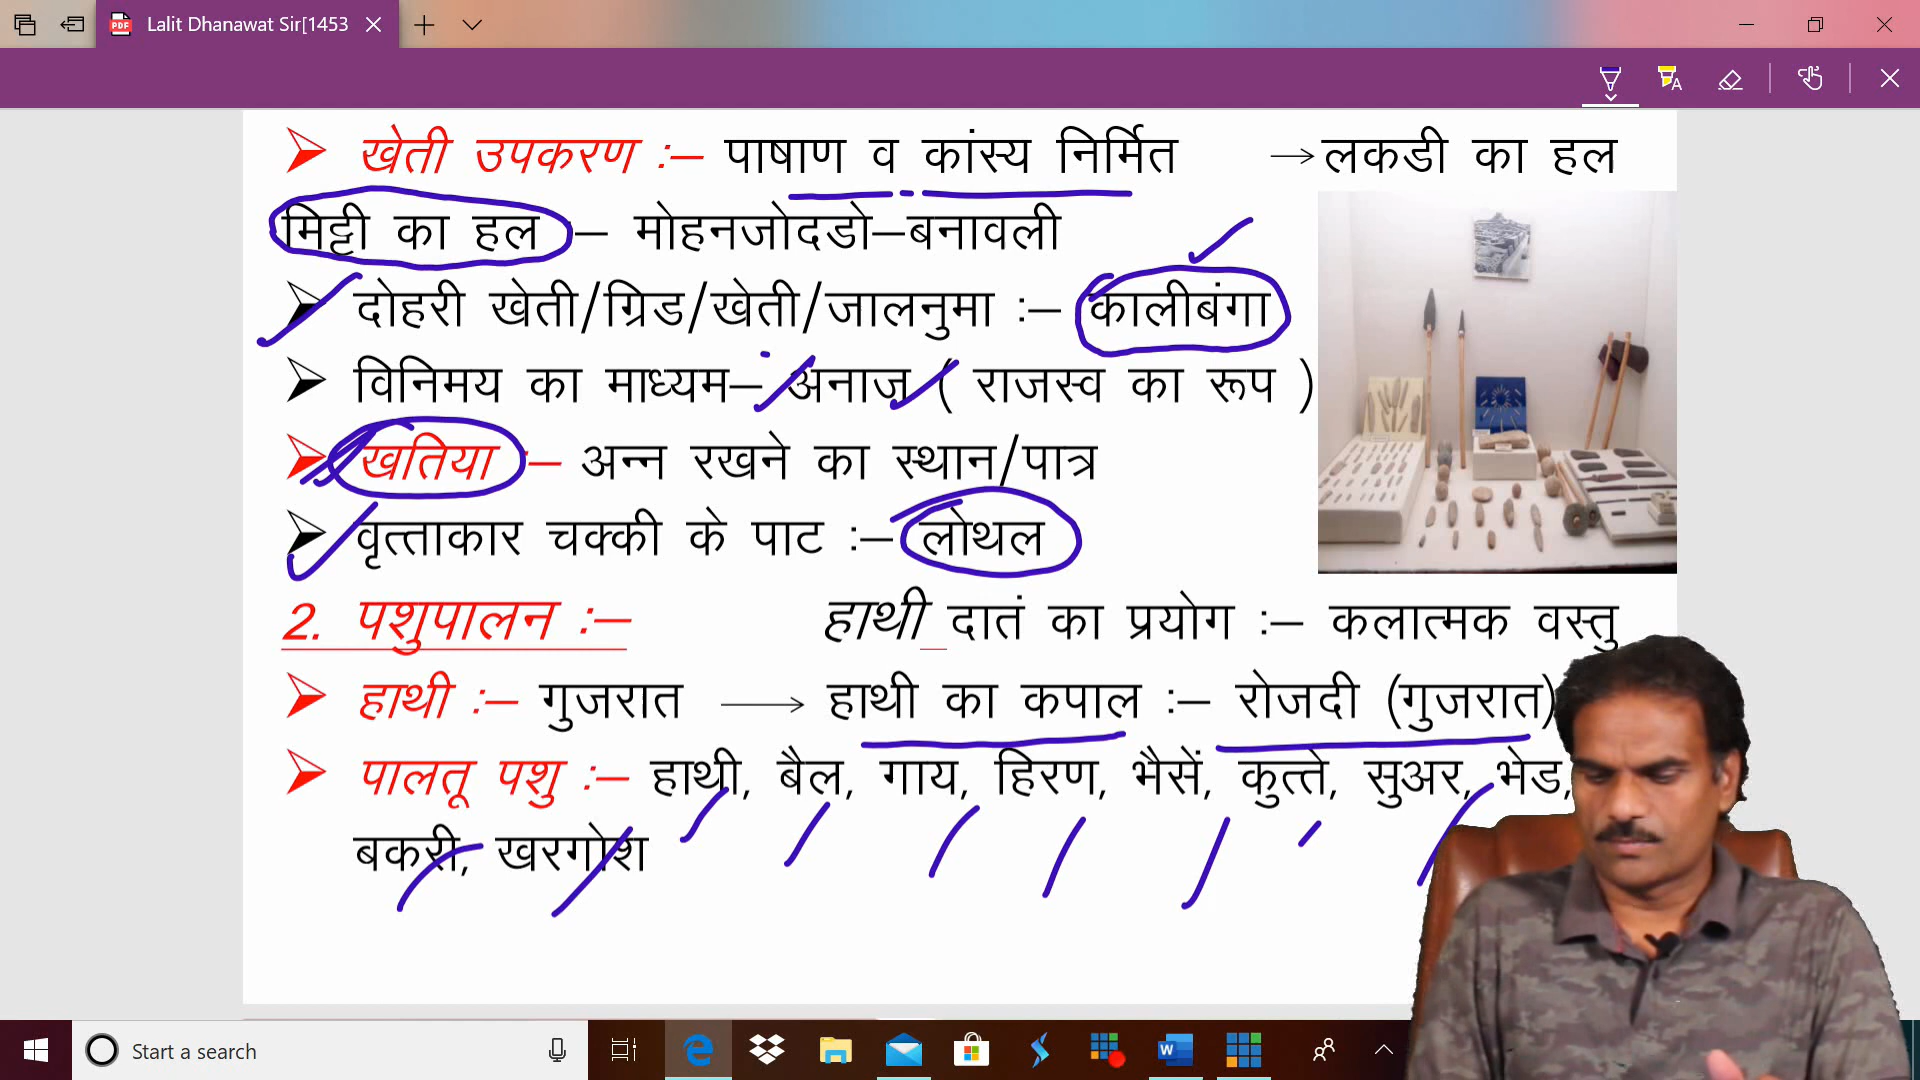 Lalit Dhanawat Sir[1453
खेती उपकरण :– पाषाण व कांस्य निर्मित →लकडी का हल
मिट्टी का हल – मोहनजोदडो–बनावली
दोहरी खेती/ग्रिड/खेती/जालनुमा :– कालीबंगा
विनिमय का माध्यम– अनाज ( राजस्व का रूप )
खतिया :– अन्न रखने का स्थान/पात्र
वृत्ताकार चक्की के पाट :– लोथल
2. पशुपालन :– हाथी दातं का प्रयोग :– कलात्मक वस्तु
हाथी :– गुजरात → हाथी का कपाल :– रोजदी (गुजरात)
पालतू पशु :– हाथी, बैल, गाय, हिरण, भैसें, कुत्ते, सुअर, भेड,
बकरी, खरगोश
Start a search